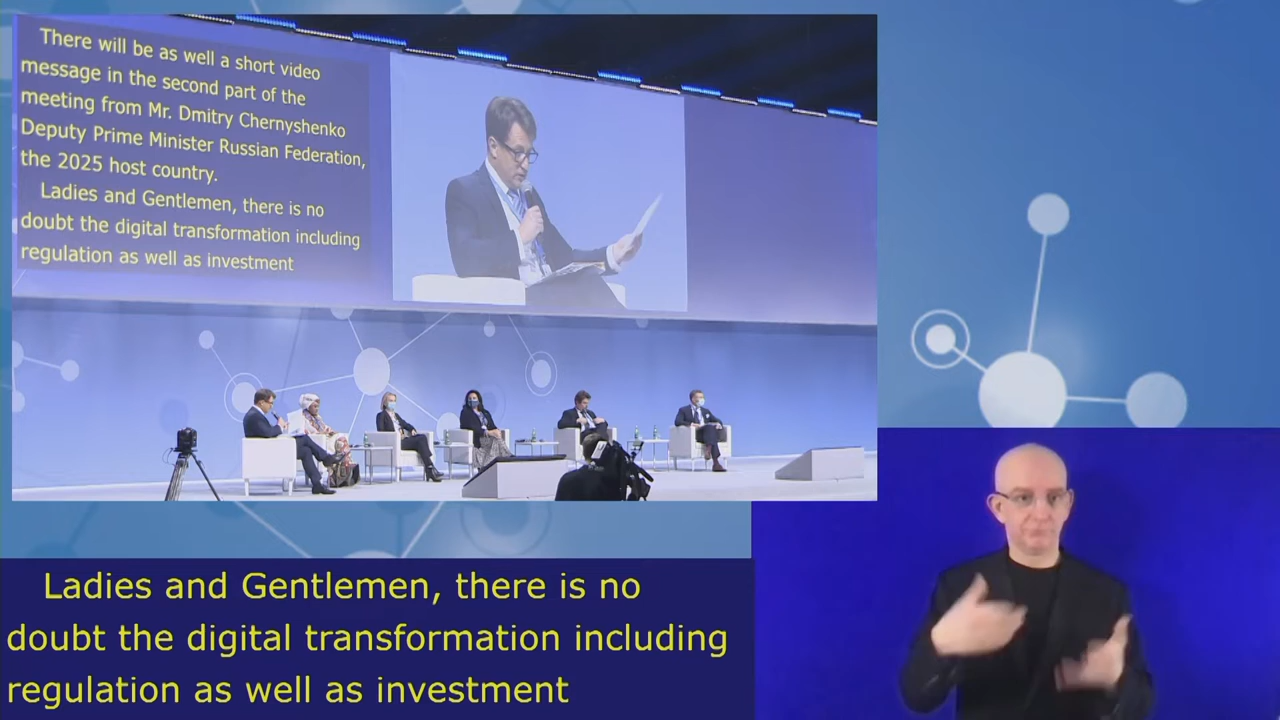 There will be as well a short video
message in the second part of the
meeting from Mr. Dmitry Chernyshenko
Deputy Prime Minister Russian Federation,
the 2025 host country.
Ladies and Gentlemen, there is no
doubt the digital transformation including
regulation as well as investment
Ladies and Gentlemen, there is no
doubt the digital transformation including
regulation as well as investment